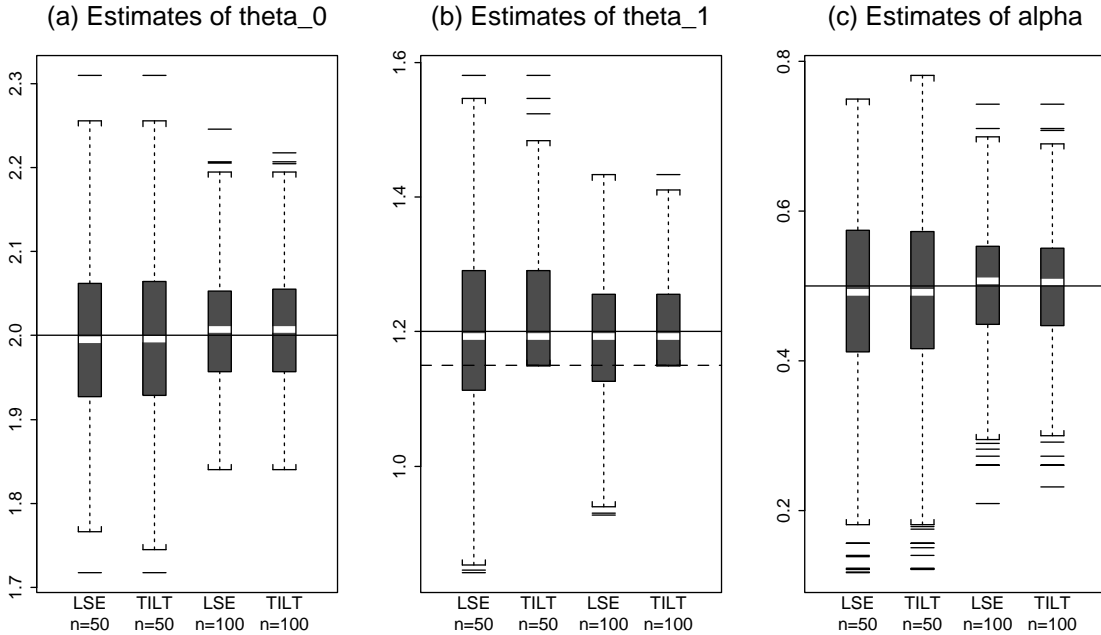 (a) Estimates of theta_0
(b) Estimates of theta_1
(c) Estimates of alpha
2.3
2.2
2.1
2.0
1.9
1.8
1.7
LSE TILT LSE TILT
n=50 n=50 n=100 n=100
1.6
1.4
1.2
1.0
LSE TILT LSE TILT
n=50 n=50 n=100 n=100
0.8
0.6
0.4
0.2
LSE TILT LSE TILT
n=50 n=50 n=100 n=100